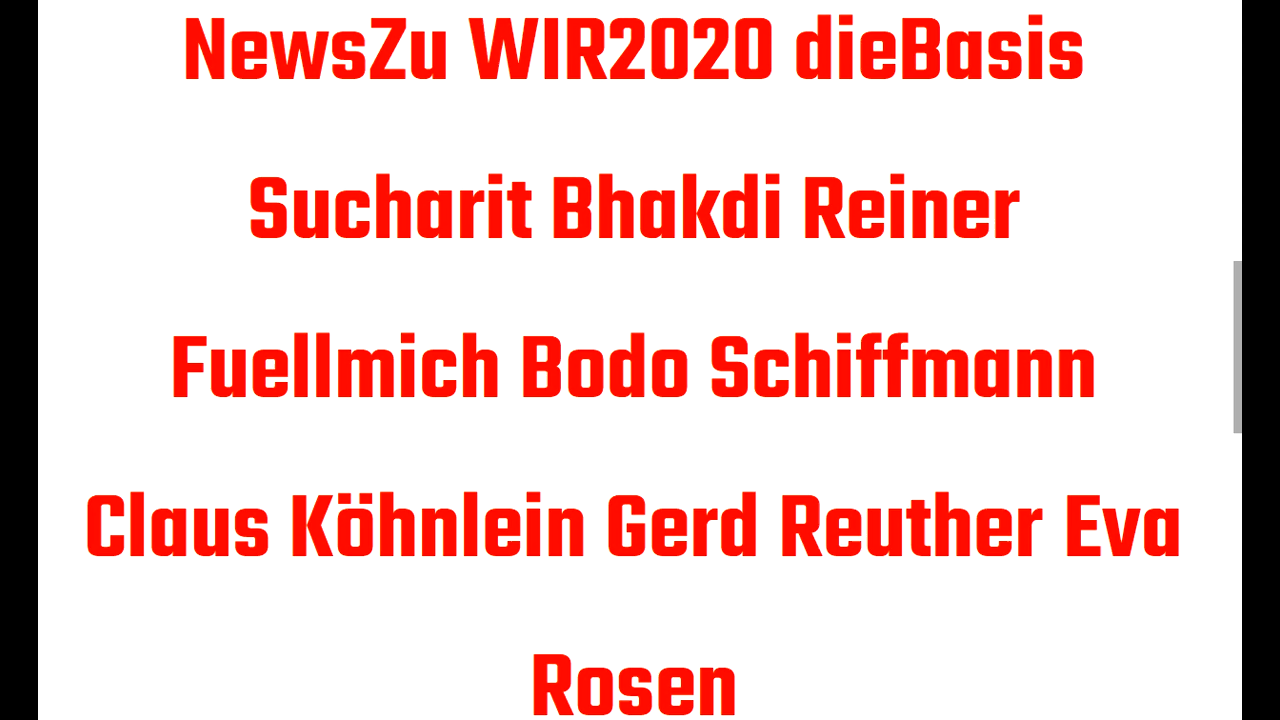 NewsZu WIR2020 dieBasis
Sucharit Bhakdi Reiner
Fuellmich Bodo Schiffmann
Claus Köhnlein Gerd Reuther Eva
Rosen